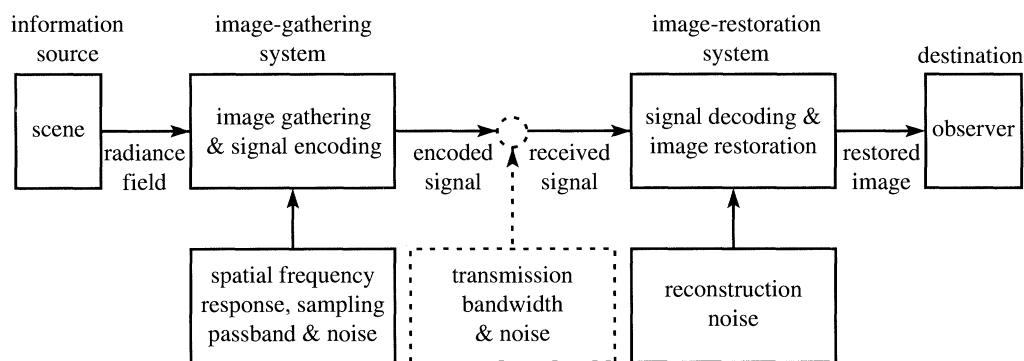 information
source
image-gathering
system
image-restoration
system
destination
scene
image gathering
& signal encoding
signal decoding &
image restoration
observer
radiance
field
encoded
signal
received
signal
restored
image
spatial frequency
response, sampling
passband & noise
transmission
bandwidth
& noise
reconstruction
noise